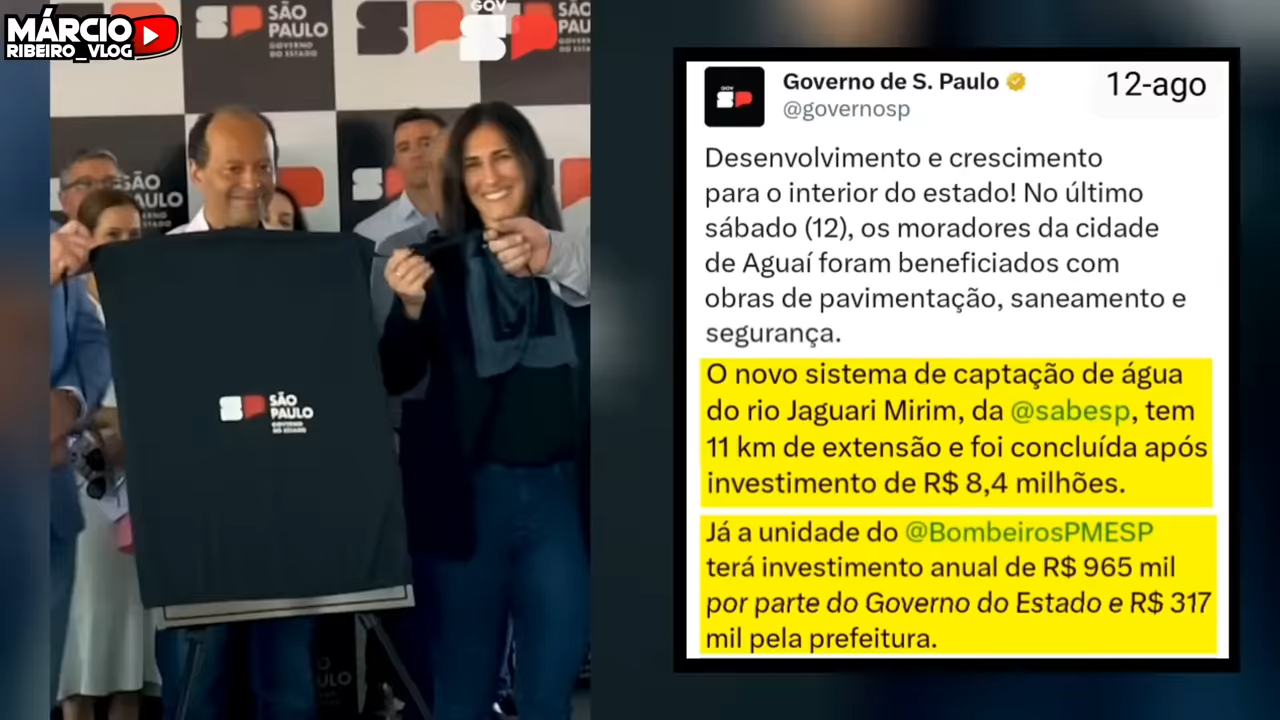 MÁRCIO
RIBEIRO_VLOG
SÃO
PAULO
GOVERNO
DO ESTADO
GOV
SP
SÃO
PAULO
SÃO
PAULO
SÃO
PAULO
GOVERNO
DO ESTADO
Governo de S. Paulo
@governosp
12-ago
Desenvolvimento e crescimento
para o interior do estado! No último
sábado (12), os moradores da cidade
de Aguaí foram beneficiados com
obras de pavimentação, saneamento e
segurança.
O novo sistema de captação de água
do rio Jaguari Mirim, da @sabesp, tem
11 km de extensão e foi concluída após
investimento de R$ 8,4 milhões.
Já a unidade do @BombeirosPMESP
terá investimento anual de R$ 965 mil
por parte do Governo do Estado e R$ 317
mil pela prefeitura.